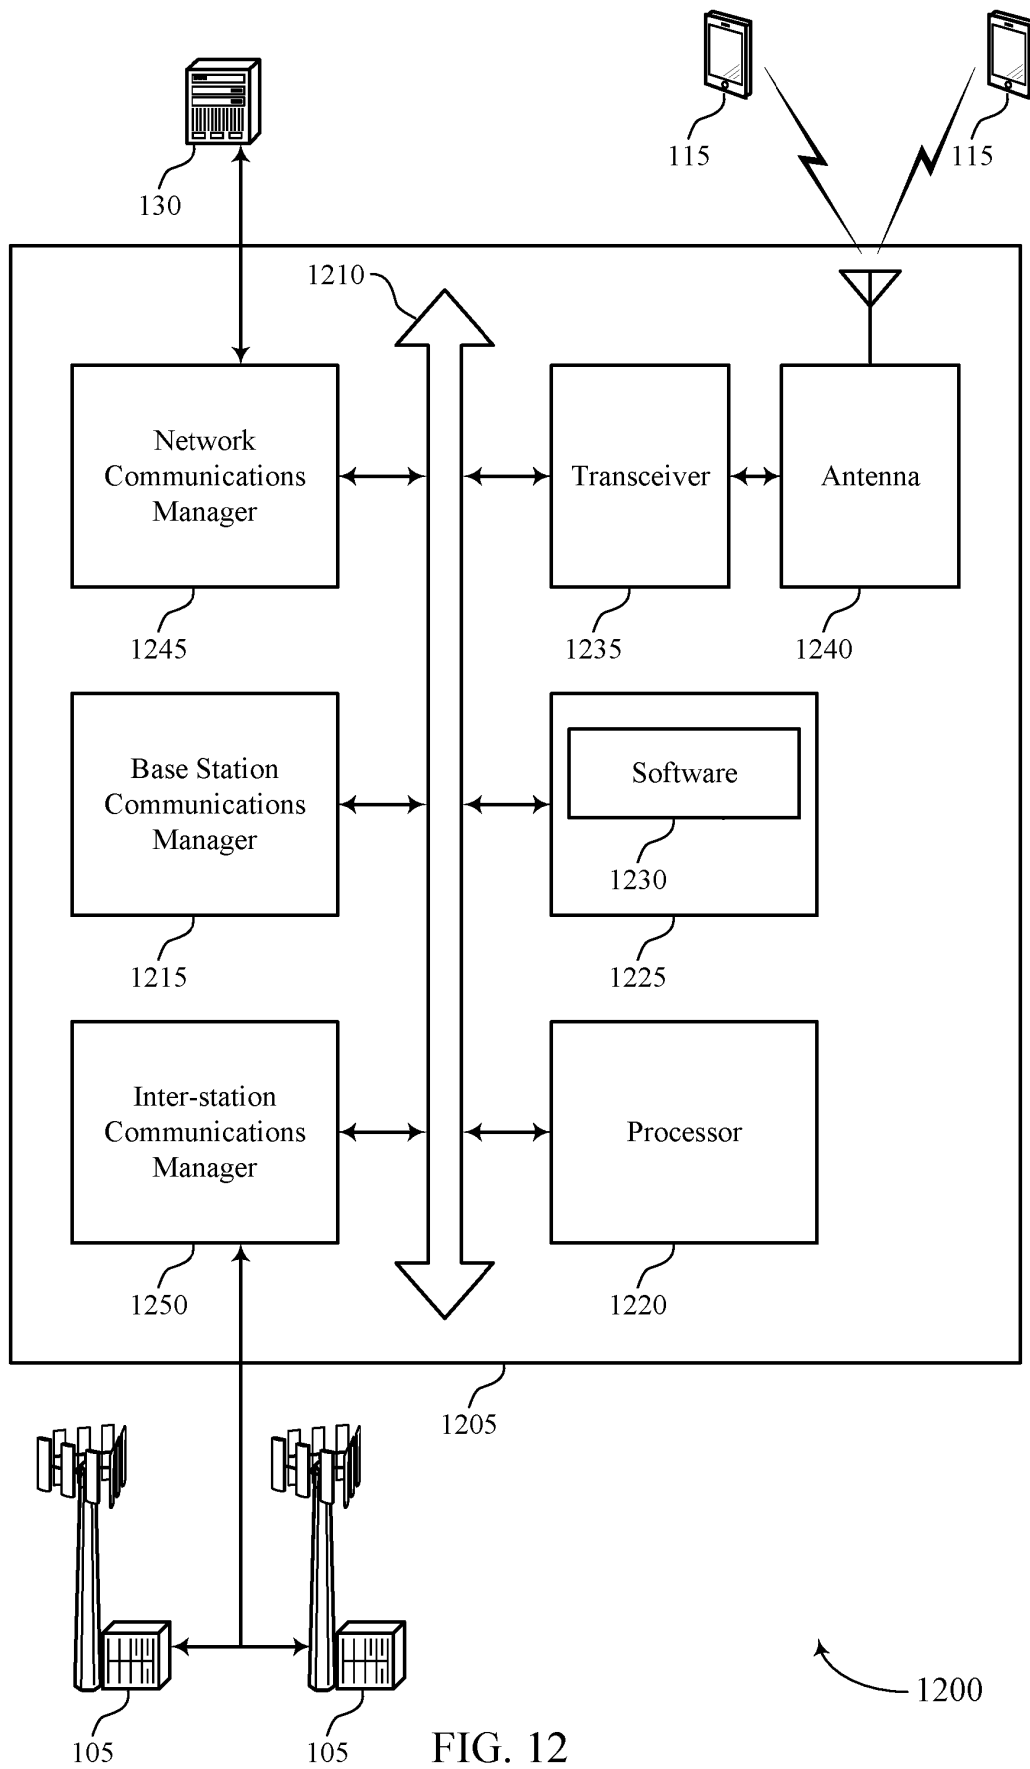 115
115
130
1210
Network
Communications
Manager
Transceiver
Antenna
1245
1235
1240
Base Station
Communications
Manager
Software
1230
1215
1225
Inter-station
Communications
Manager
Processor
1250
1220
1205
1200
105
105
FIG. 12